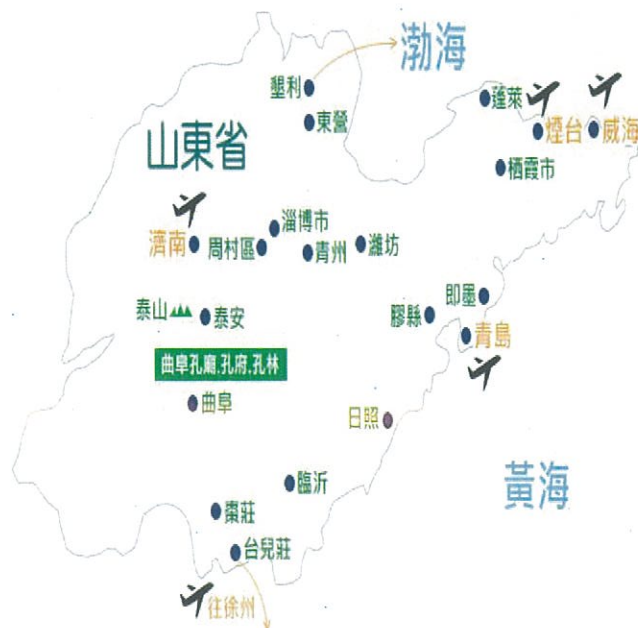 渤海
墾利
東營
蓬萊
煙台
威海
栖霞市
山東省
濟南
周村區
淄博市
青州
濰坊
泰山
泰安
膠縣
即墨
青島
曲阜孔廟.孔府.孔林
曲阜
日照
臨沂
黃海
棗莊
台兒莊
往徐州